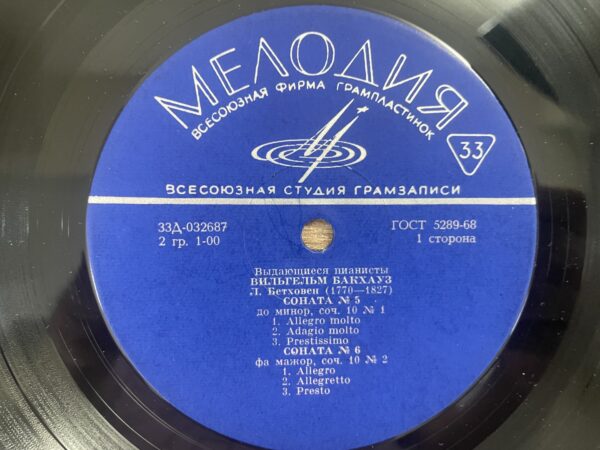 МЕЛОДИЯ
ВСЕСОЮЗНАЯ ФИРМА ГРАМПЛАСТИНОК
33
ВСЕСОЮЗНАЯ СТУДИЯ ГРАМЗАПИСИ
33Д-032687 ГОСТ 5289-68
2 гр. 1-00 1 сторона
Выдающиеся пианисты
ВИЛЬГЕЛЬМ БАКХАУЗ
Л. Бетховен (1770—1827)
СОНАТА № 5
до минор, соч. 10 № 1
1. Allegro molto
2. Adagio molto
3. Prestissimo
СОНАТА № 6
фа мажор, соч. 10 № 2
1. Allegro
2. Allegretto
3. Presto